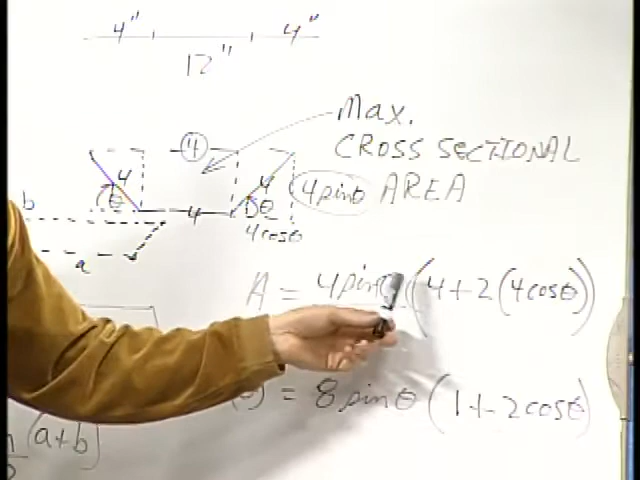 4" 4"
12"
Max.
CROSS SECTIONAL
AREA
4 4 4sinθ
θ θ
4 4cosθ
b
a
A = 4sinθ (4 + 2(4cosθ))
) = 8sinθ (1 + 2cosθ)
(a+b)